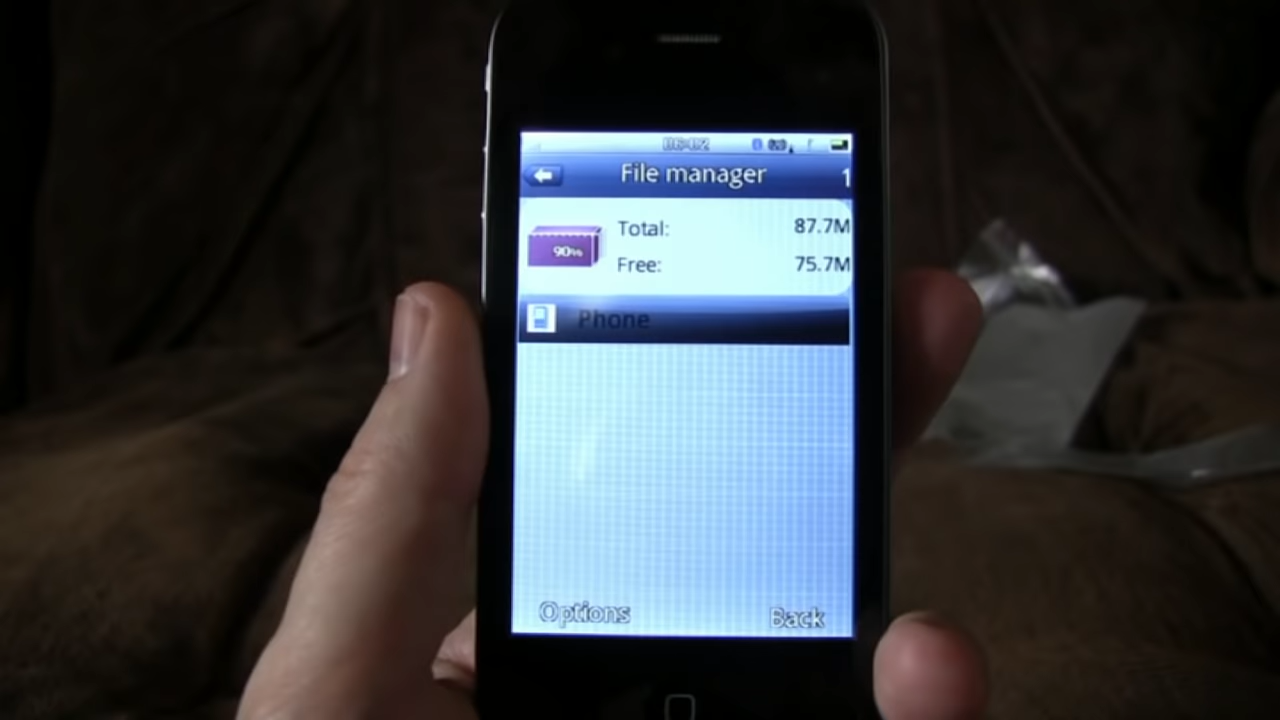 File manager 1
Total: 87.7M
90%
Free: 75.7M
Phone
Options Back